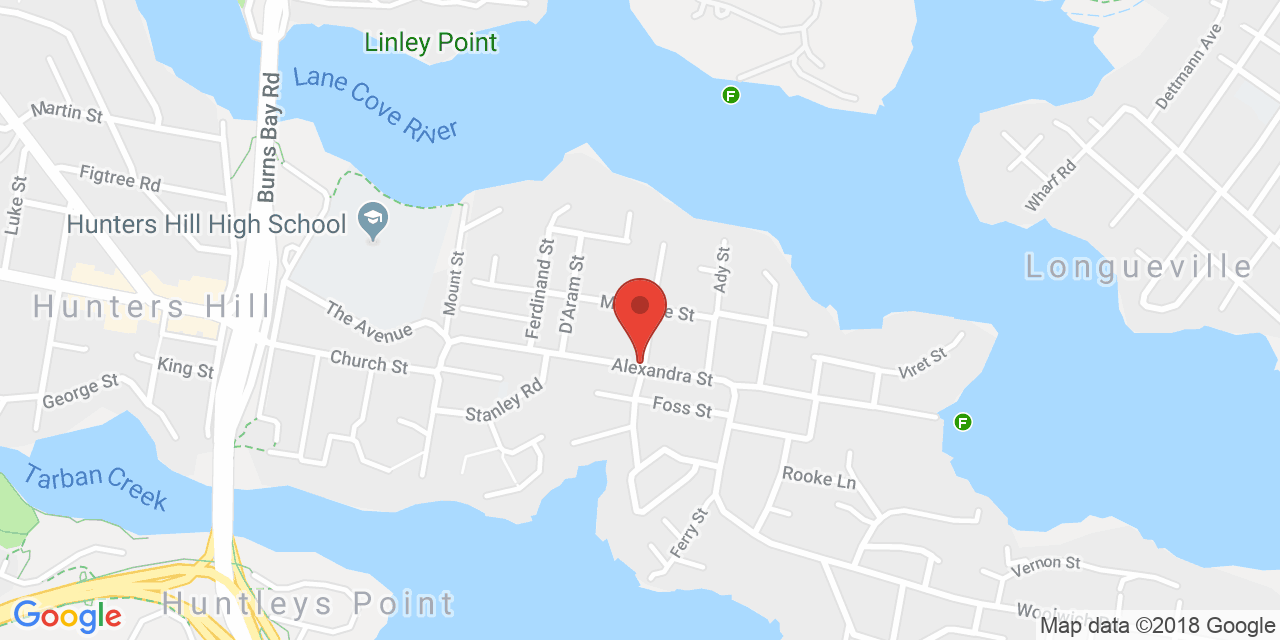 Linley Point
Lane Cove River
Burns Bay Rd
Dettmann Ave
Martin St
Figtree Rd
Luke St
Wharf Rd
Hunters Hill High School
Mount St
Ferdinand St
D'Aram St
Ady St
Longueville
Hunters Hill
The Avenue
St
King St
Church St
Alexandra St
Viret St
George St
Stanley Rd
Foss St
Tarban Creek
Rooke Ln
Ferry St
Vernon St
Huntleys Point
Google
Map data ©2018 Google
F
F